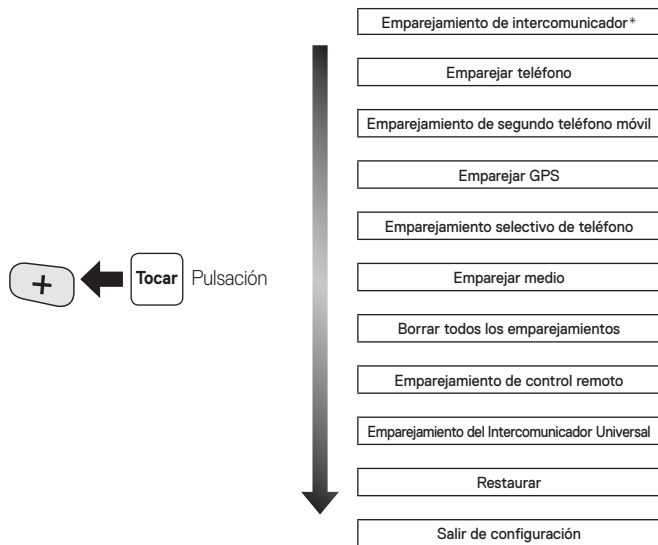 Emparejamiento de intercomunicador*
Emparejar teléfono
Emparejamiento de segundo teléfono móvil
Emparejar GPS
Emparejamiento selectivo de teléfono
+ Tocar Pulsación
Emparejar medio
Borrar todos los emparejamientos
Emparejamiento de control remoto
Emparejamiento del Intercomunicador Universal
Restaurar
Salir de configuración